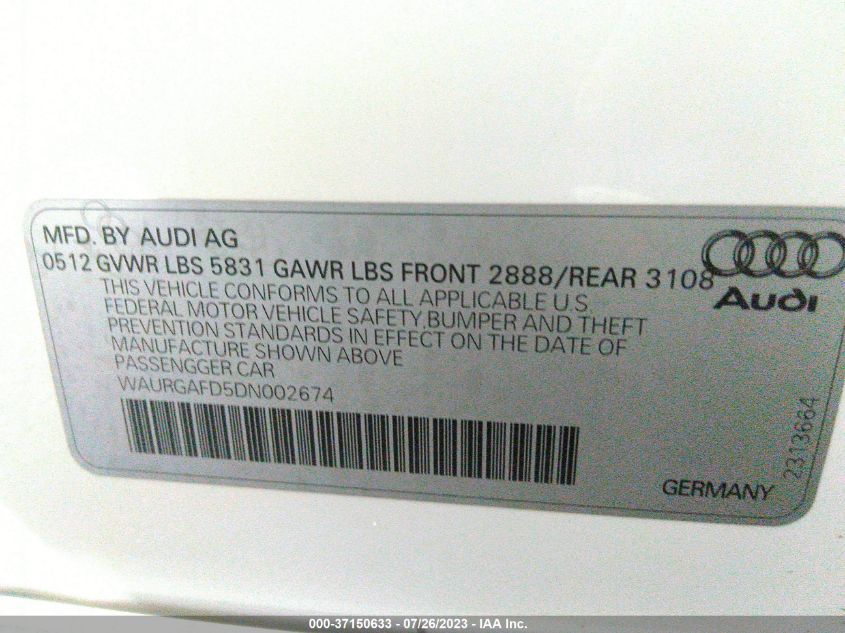 MFD. BY AUDI AG
0512 GVWR LBS 5831 GAWR LBS FRONT 2888/REAR 3108
THIS VEHICLE CONFORMS TO ALL APPLICABLE U.S.
FEDERAL MOTOR VEHICLE SAFETY,BUMPER AND THEFT
PREVENTION STANDARDS IN EFFECT ON THE DATE OF
MANUFACTURE SHOWN ABOVE
PASSENGGER CAR
WAURGAFD5DN002674
Audi
2313664
GERMANY
000-37150633 - 07/26/2023 - IAA Inc.